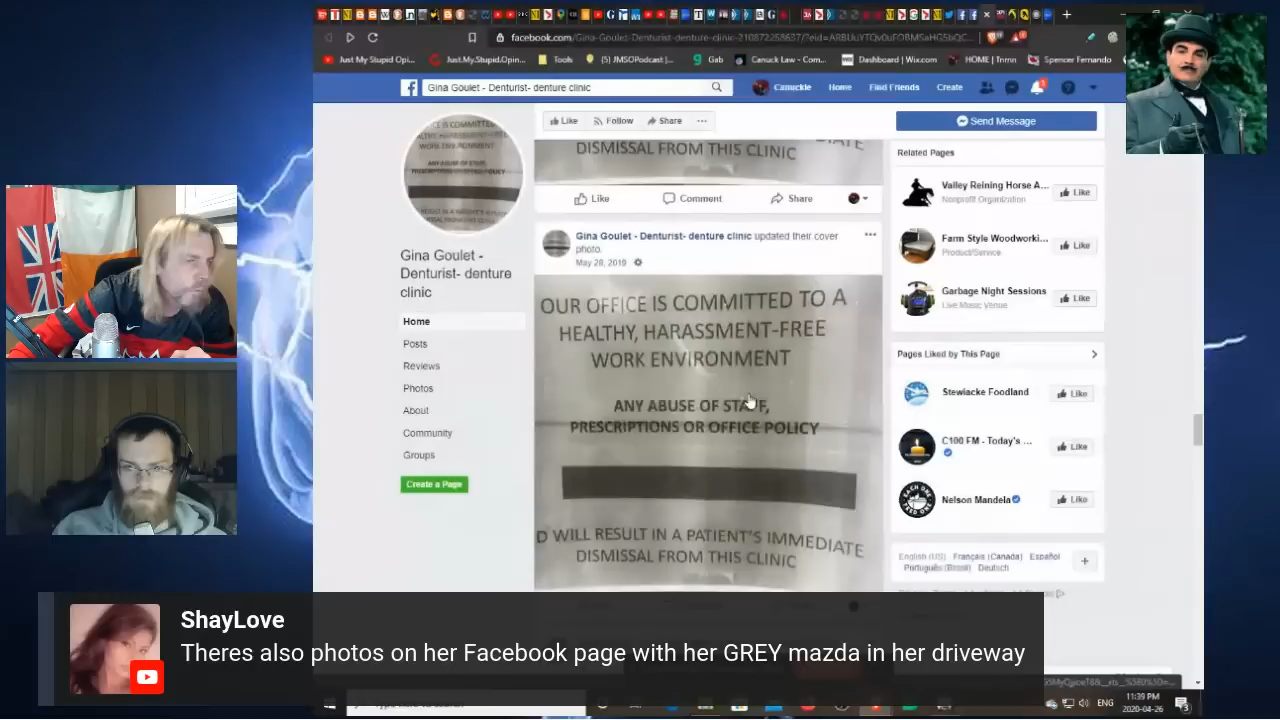 facebook.com/Gina-Goulet-Denturist-denture-clinic-
Just My Stupid Opi...
Just.My.Stupid.Opin...
Tools
(5) JMSOPodcast |...
Gab
Canuck Law - Com...
Dashboard | Wix.com
HOME | Tnrnn
Spencer Fernando
Gina Goulet - Denturist- denture clinic
Canuckle
Home
Find Friends
Create
Like
Follow
Share
Send Message
DISMISSAL FROM THIS CLINIC
Like
Comment
Share
Gina Goulet - Denturist- denture clinic updated their cover
photo.
May 28, 2019
OUR OFFICE IS COMMITTED TO A
HEALTHY, HARASSMENT-FREE
WORK ENVIRONMENT
ANY ABUSE OF STAFF,
PRESCRIPTIONS OR OFFICE POLICY
D WILL RESULT IN A PATIENT'S IMMEDIATE
DISMISSAL FROM THIS CLINIC
Gina Goulet -
Denturist- denture
clinic
Home
Posts
Reviews
Photos
About
Community
Groups
Create a Page
Related Pages
Valley Reining Horse A...
Nonprofit Organization
Like
Farm Style Woodworki...
Product/Service
Like
Garbage Night Sessions
Live Music Venue
Like
Pages Liked by This Page
Stewiacke Foodland
Like
C100 FM - Today's ...
Like
Nelson Mandela
Like
English (US) Français (Canada) Español
Português (Brasil) Deutsch
ShayLove
Theres also photos on her Facebook page with her GREY mazda in her driveway
ENG
11:39 PM
2020-04-26